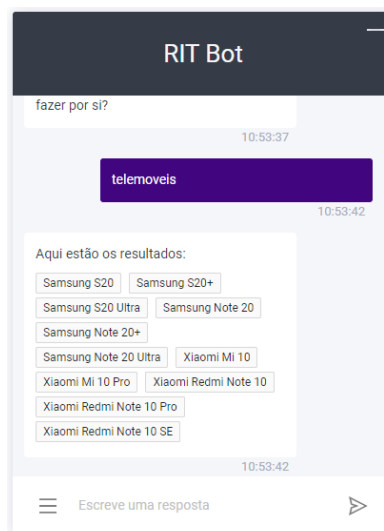 RIT Bot
fazer por si?
10:53:37
telemoveis
10:53:42
Aqui estão os resultados:
Samsung S20 Samsung S20+
Samsung S20 Ultra Samsung Note 20
Samsung Note 20+
Samsung Note 20 Ultra Xiaomi Mi 10
Xiaomi Mi 10 Pro Xiaomi Redmi Note 10
Xiaomi Redmi Note 10 Pro
Xiaomi Redmi Note 10 SE
10:53:42
Escreve uma resposta